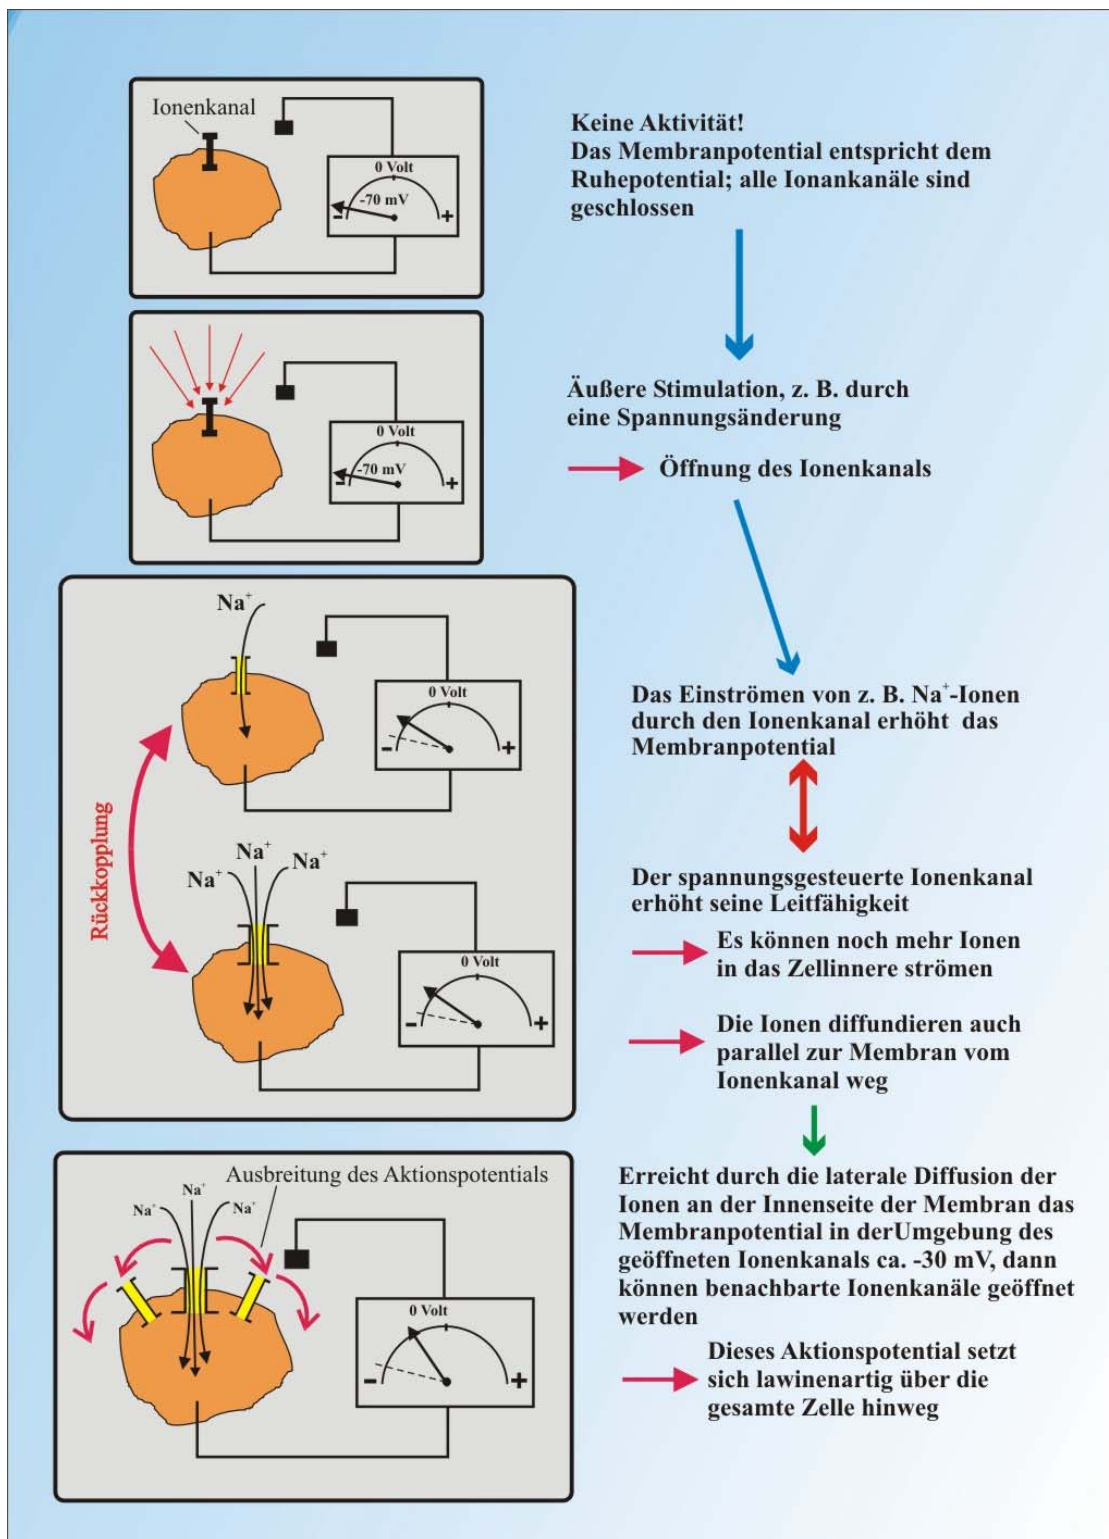 Ionenkanal
0 Volt
-70 mV
- +
Keine Aktivität!
Das Membranpotential entspricht dem
Ruhepotential; alle Ionankanäle sind
geschlossen
0 Volt
-70 mV
- +
Äußere Stimulation, z. B. durch
eine Spannungsänderung
Öffnung des Ionenkanals
Rückkopplung
Na⁺
0 Volt
- +
Das Einströmen von z. B. Na⁺-Ionen
durch den Ionenkanal erhöht das
Membranpotential
Na⁺
Na⁺
Na⁺
0 Volt
- +
Der spannungsgesteuerte Ionenkanal
erhöht seine Leitfähigkeit
Es können noch mehr Ionen
in das Zellinnere strömen
Die Ionen diffundieren auch
parallel zur Membran vom
Ionenkanal weg
Ausbreitung des Aktionspotentials
Na⁺
Na⁺
Na⁺
0 Volt
- +
Erreicht durch die laterale Diffusion der
Ionen an der Innenseite der Membran das
Membranpotential in derUmgebung des
geöffneten Ionenkanals ca. -30 mV, dann
können benachbarte Ionenkanäle geöffnet
werden
Dieses Aktionspotential setzt
sich lawinenartig über die
gesamte Zelle hinweg